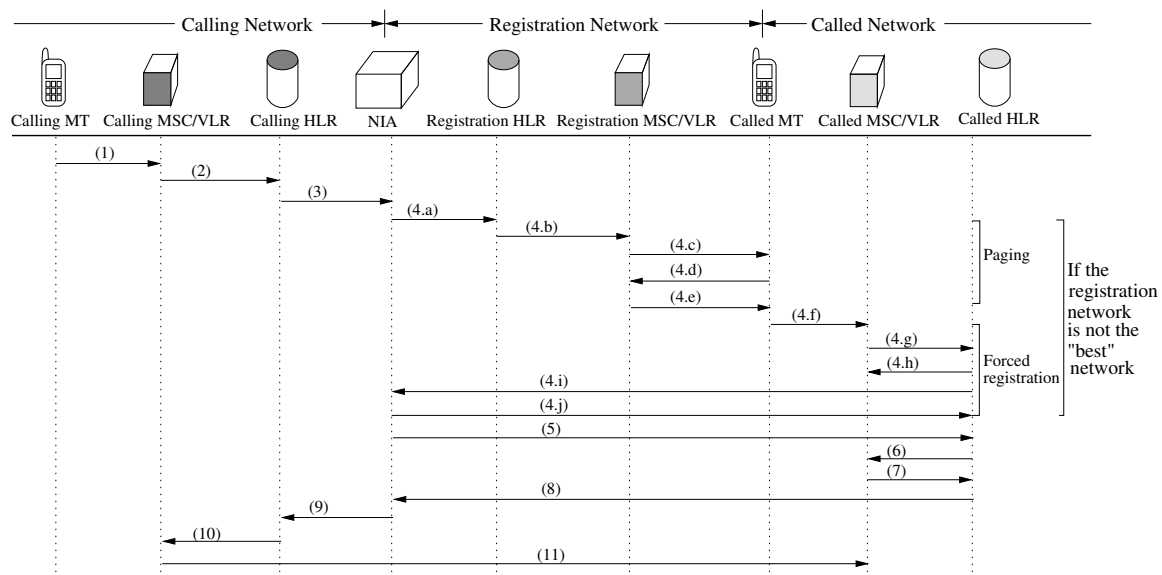 Calling Network
Registration Network
Called Network
Calling MT
Calling MSC/VLR
Calling HLR
NIA
Registration HLR
Registration MSC/VLR
Called MT
Called MSC/VLR
Called HLR
(1)
(2)
(3)
(4.a)
(4.b)
(4.c)
(4.d)
(4.e)
(4.f)
(4.g)
(4.h)
(4.i)
(4.j)
(5)
(6)
(7)
(8)
(9)
(10)
(11)
Paging
Forced
registration
If the
registration
network
is not the
"best"
network